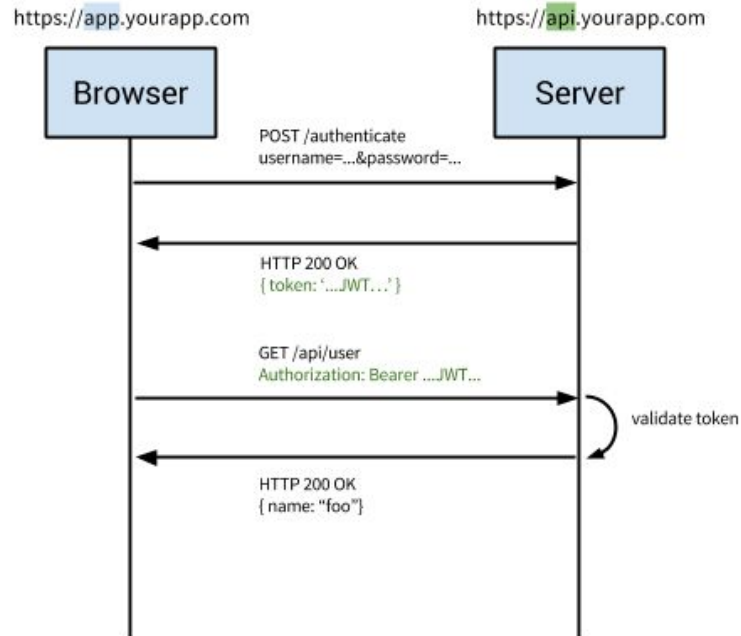 https://app.yourapp.com
https://api.yourapp.com
Browser
Server
POST /authenticate
username=...&password=...
HTTP 200 OK
{ token: ‘...JWT...’ }
GET /api/user
Authorization: Bearer ...JWT...
validate token
HTTP 200 OK
{ name: “foo”}